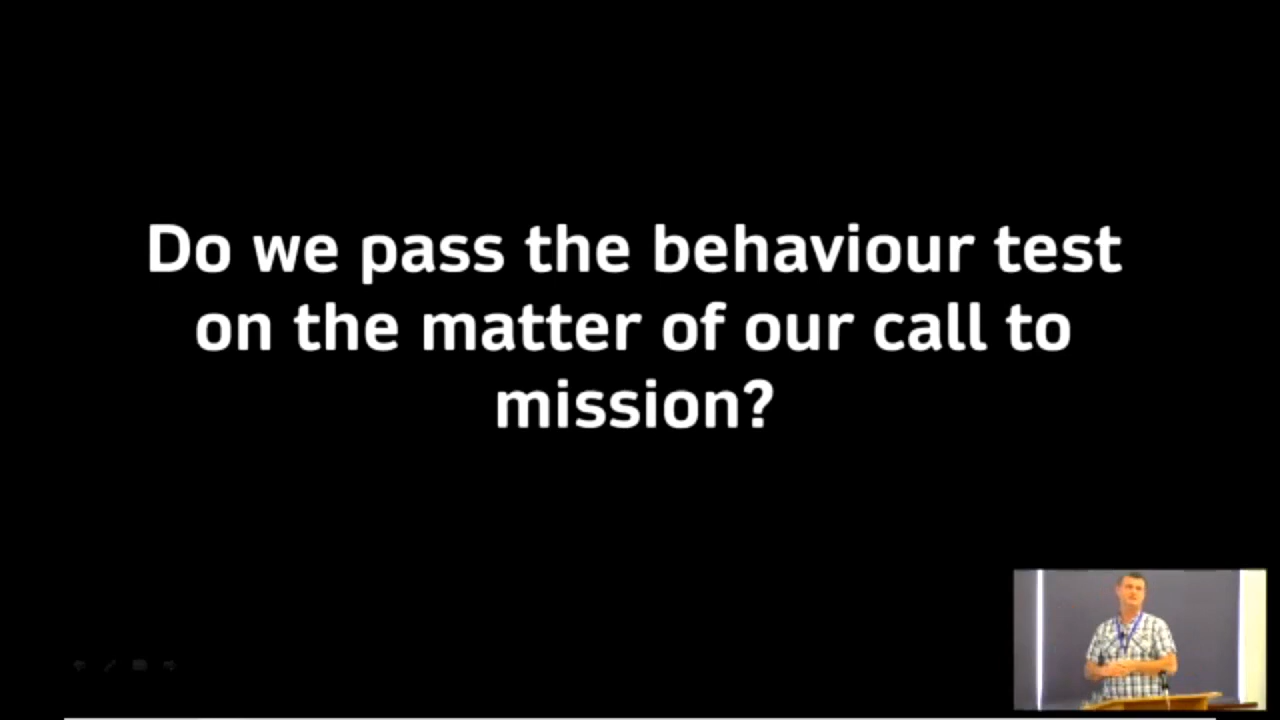 Do we pass the behaviour test
on the matter of our call to
mission?